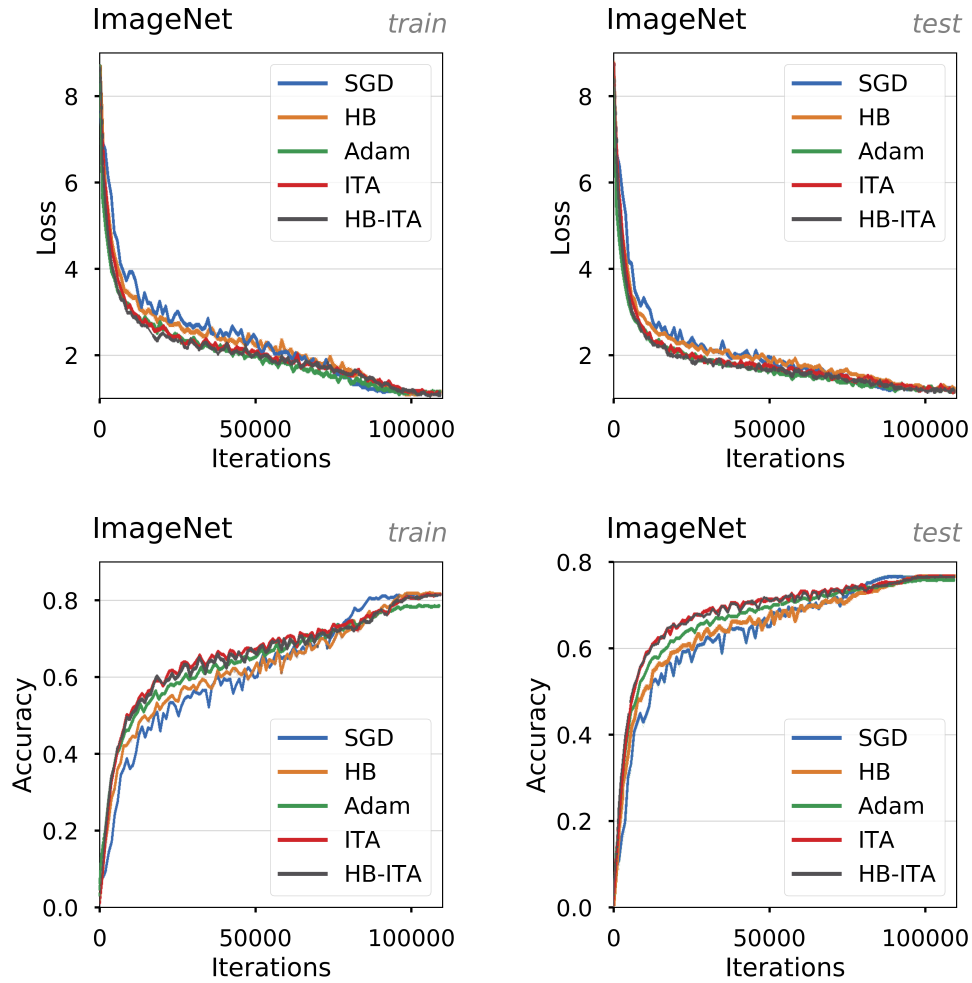 ImageNet train
Loss
8
6
4
2
SGD
HB
Adam
ITA
HB-ITA
0 50000 100000
Iterations
ImageNet test
Loss
8
6
4
2
SGD
HB
Adam
ITA
HB-ITA
0 50000 100000
Iterations
ImageNet train
Accuracy
0.8
0.6
0.4
0.2
0.0
SGD
HB
Adam
ITA
HB-ITA
0 50000 100000
Iterations
ImageNet test
Accuracy
0.8
0.6
0.4
0.2
0.0
SGD
HB
Adam
ITA
HB-ITA
0 50000 100000
Iterations